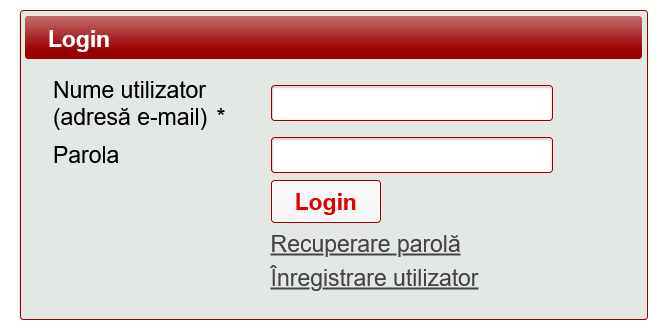 Login
Nume utilizator
(adresă e-mail) *
Parola
Login
Recuperare parolă
Înregistrare utilizator